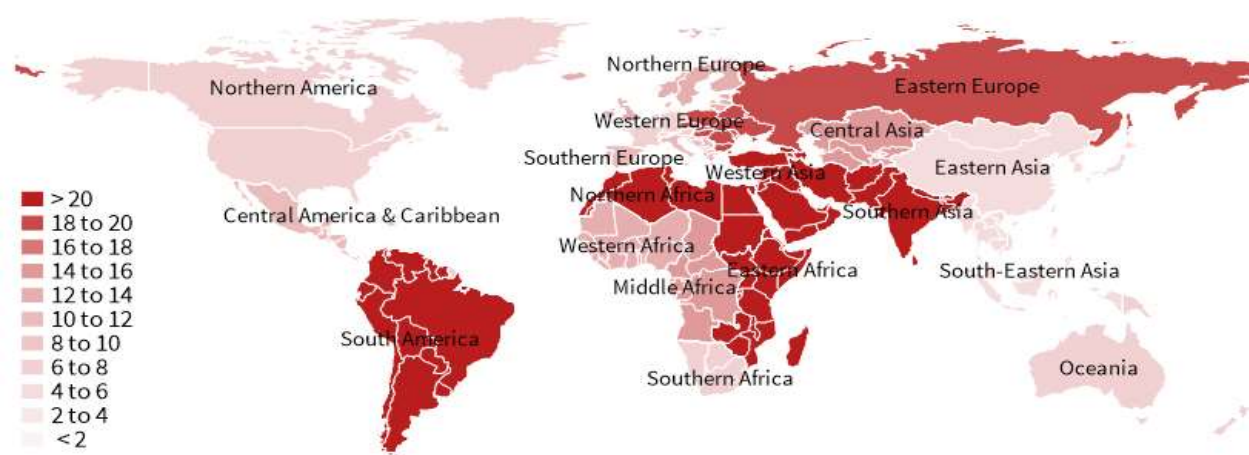 Northern America
Northern Europe
Eastern Europe
Western Europe
Central Asia
Southern Europe
Western Asia
Eastern Asia
Northern Africa
Central America & Caribbean
Southern Asia
Western Africa
Eastern Africa
South-Eastern Asia
Middle Africa
South America
Southern Africa
Oceania
> 20
18 to 20
16 to 18
14 to 16
12 to 14
10 to 12
8 to 10
6 to 8
4 to 6
2 to 4
< 2